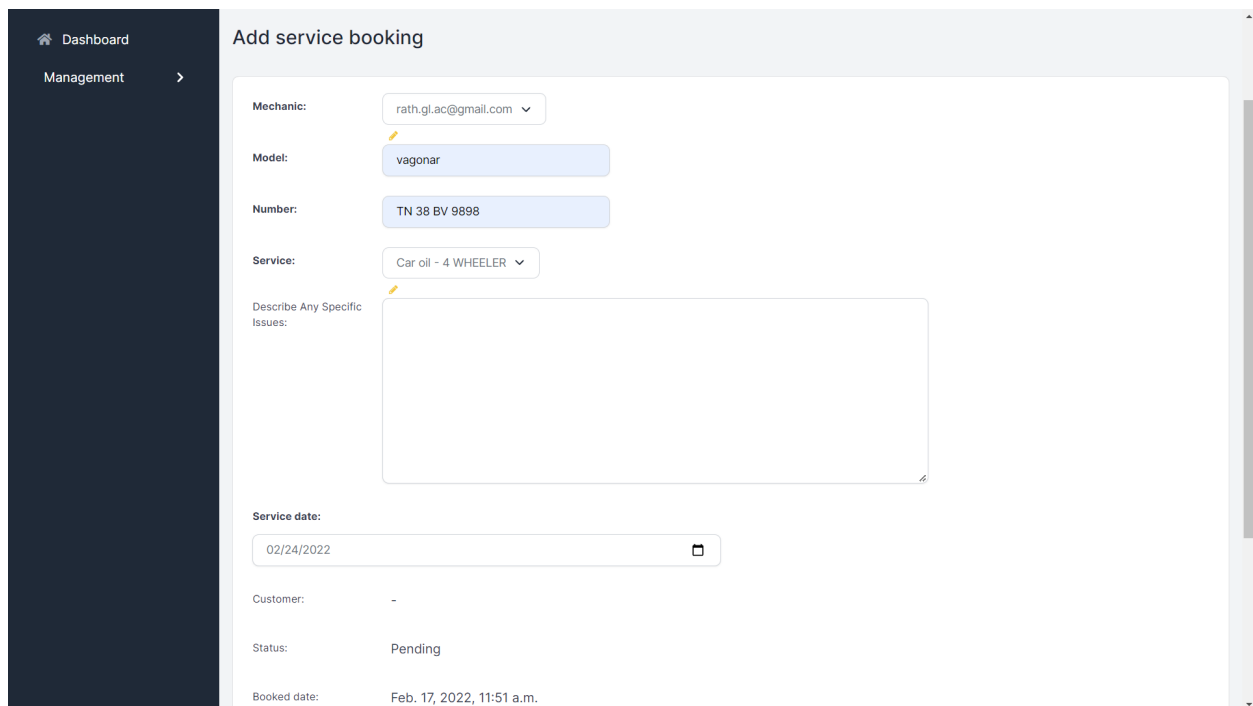 Dashboard
Management
Add service booking
Mechanic:
rath.gl.ac@gmail.com
Model:
vagonar
Number:
TN 38 BV 9898
Service:
Car oil - 4 WHEELER
Describe Any Specific
Issues:
Service date:
02/24/2022
Customer:
-
Status:
Pending
Booked date:
Feb. 17, 2022, 11:51 a.m.